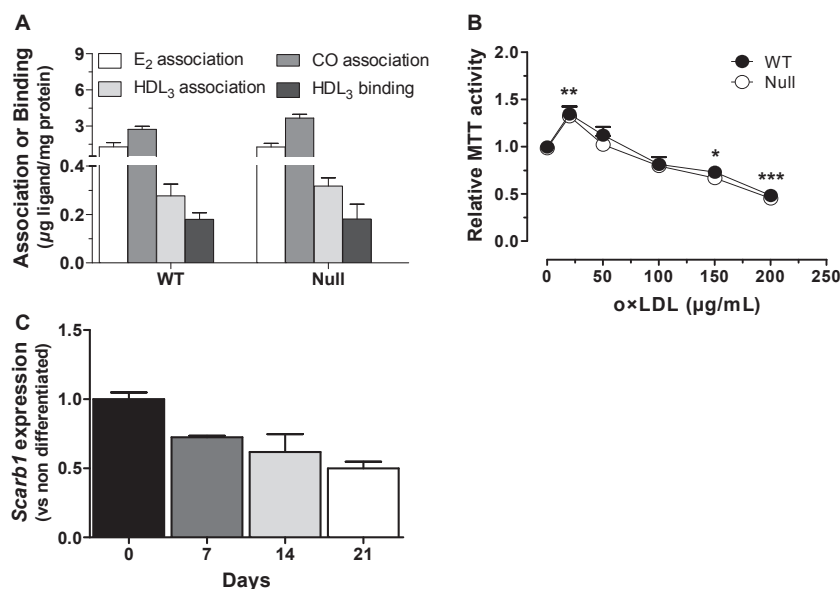 A
E₂ association
CO association
HDL₃ association
HDL₃ binding
Association or Binding
(µg ligand/mg protein)
9
6
3
0.4
0.2
0.0
WT
Null
B
WT
Null
Relative MTT activity
2.0
1.5
1.0
0.5
0.0
**
*
***
0
50
100
150
200
250
o×LDL (µg/mL)
C
Scarb1 expression
(vs non differentiated)
1.5
1.0
0.5
0.0
0
7
14
21
Days